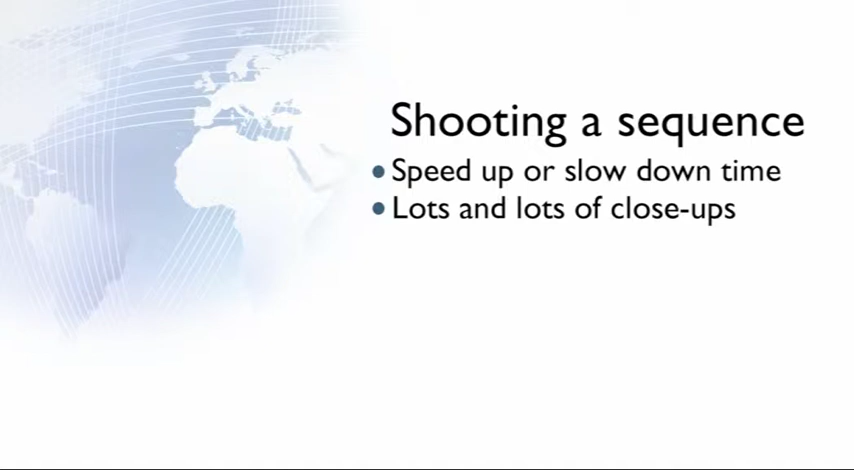 Shooting a sequence
• Speed up or slow down time
• Lots and lots of close-ups